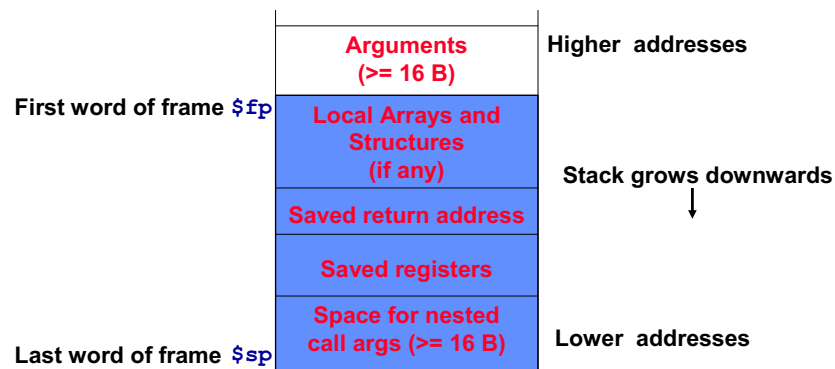 Arguments
(>= 16 B)
Higher addresses
First word of frame $fp
Local Arrays and
Structures
(if any)
Stack grows downwards
Saved return address
Saved registers
Space for nested
call args (>= 16 B)
Lower addresses
Last word of frame $sp